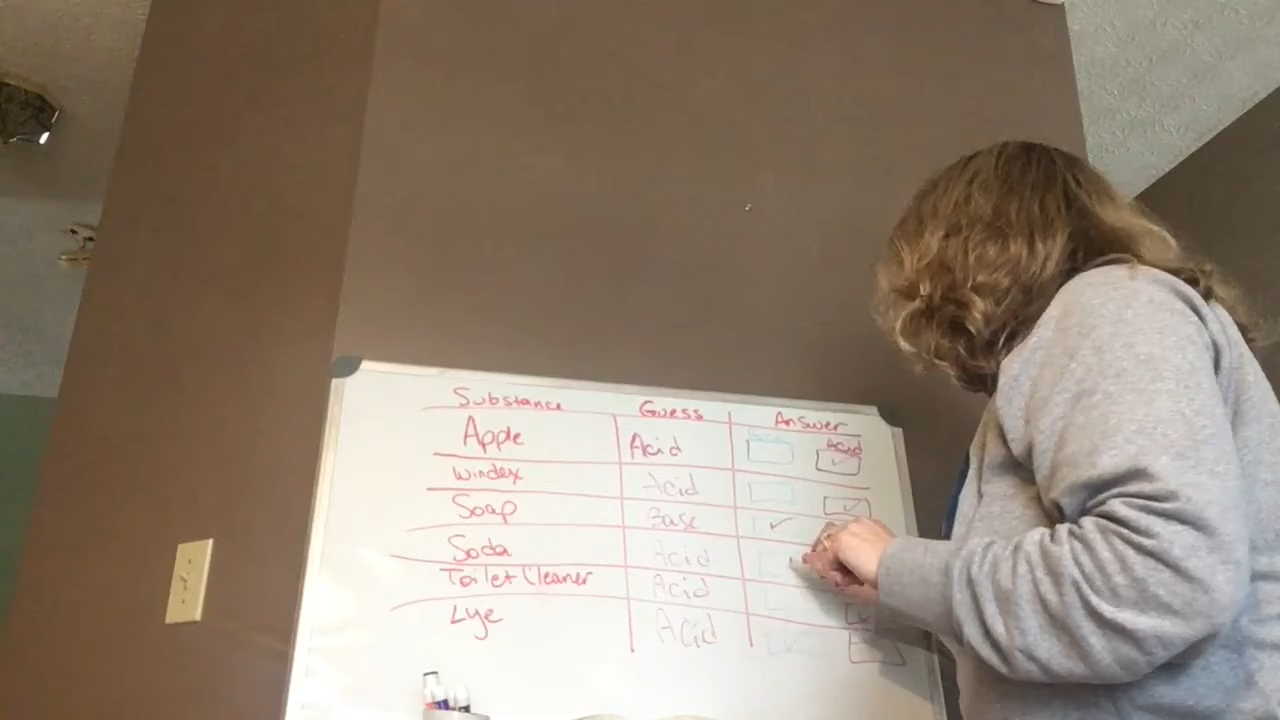 Substance Guess Answer
Apple Acid Acid
Windex Acid
Soap Base
Soda Acid
Toilet Cleaner Acid
Lye Acid